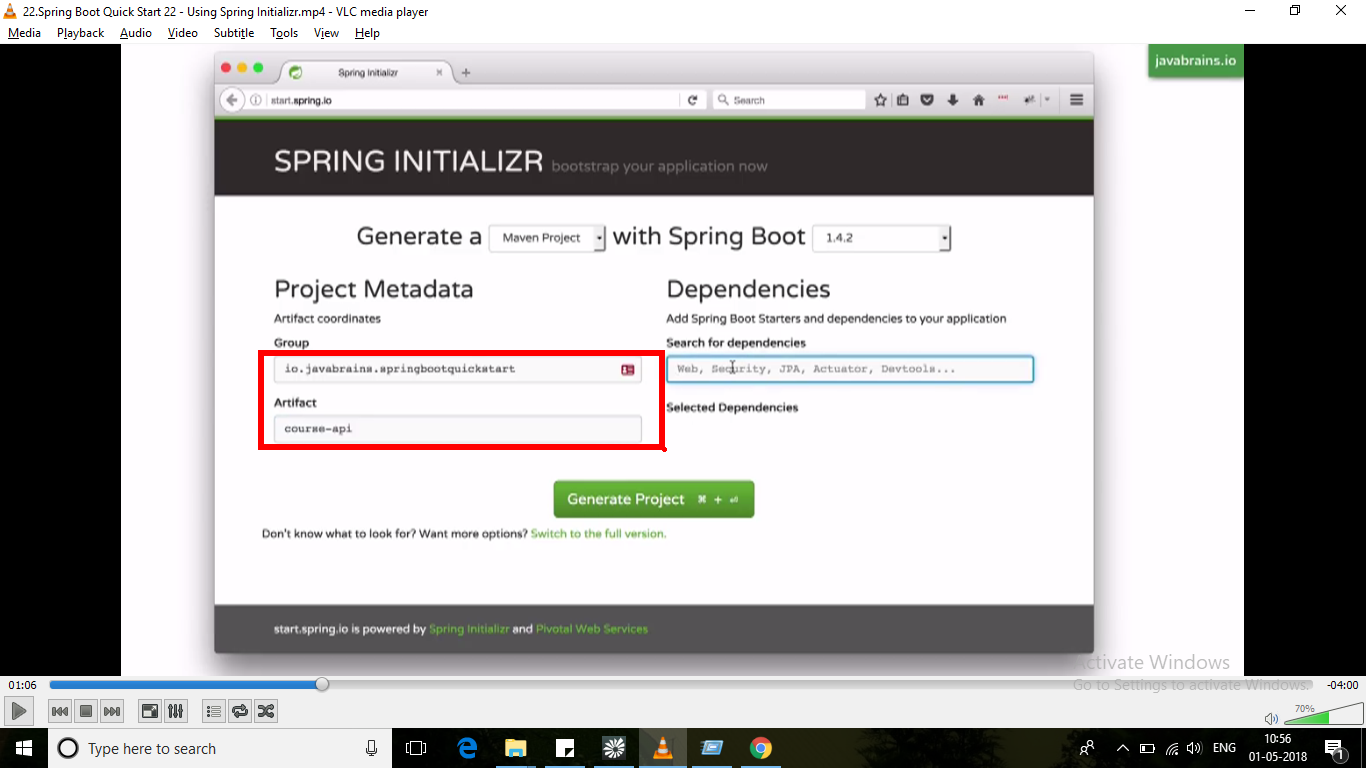 22.Spring Boot Quick Start 22 - Using Spring Initializr.mp4 - VLC media player
Media Playback Audio Video Subtitle Tools View Help
javabrains.io
Spring Initializr
start.spring.io
Search
SPRING INITIALIZR bootstrap your application now
Generate a Maven Project with Spring Boot 1.4.2
Project Metadata
Artifact coordinates
Group
io.javabrains.springbootquickstart
Artifact
course-api
Dependencies
Add Spring Boot Starters and dependencies to your application
Search for dependencies
Web, Security, JPA, Actuator, Devtools...
Selected Dependencies
Generate Project ⌘ + ⏎
Don't know what to look for? Want more options? Switch to the full version.
start.spring.io is powered by Spring Initializr and Pivotal Web Services
Activate Windows
Go to Settings to activate Windows.
01:06
-04:00
70%
Type here to search
ENG
10:56
01-05-2018
1